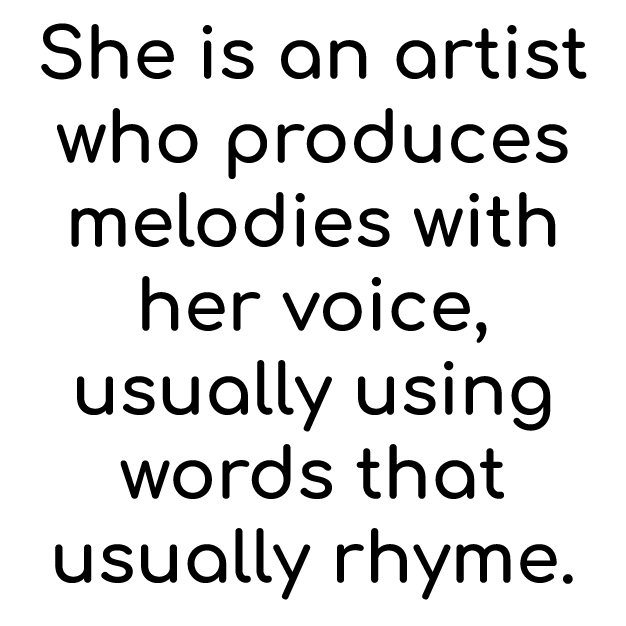 She is an artist
who produces
melodies with
her voice,
usually using
words that
usually rhyme.